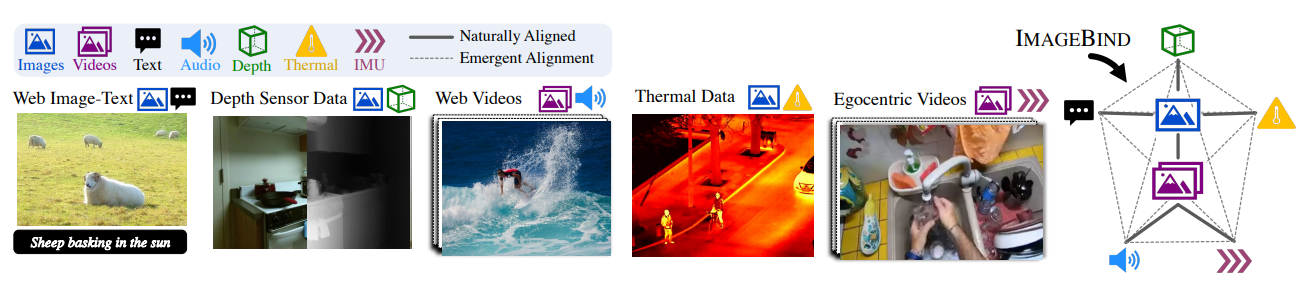 Images Videos Text Audio Depth Thermal IMU
Naturally Aligned
Emergent Alignment
IMAGEBIND
Web Image-Text
Depth Sensor Data
Web Videos
Thermal Data
Egocentric Videos
Sheep basking in the sun